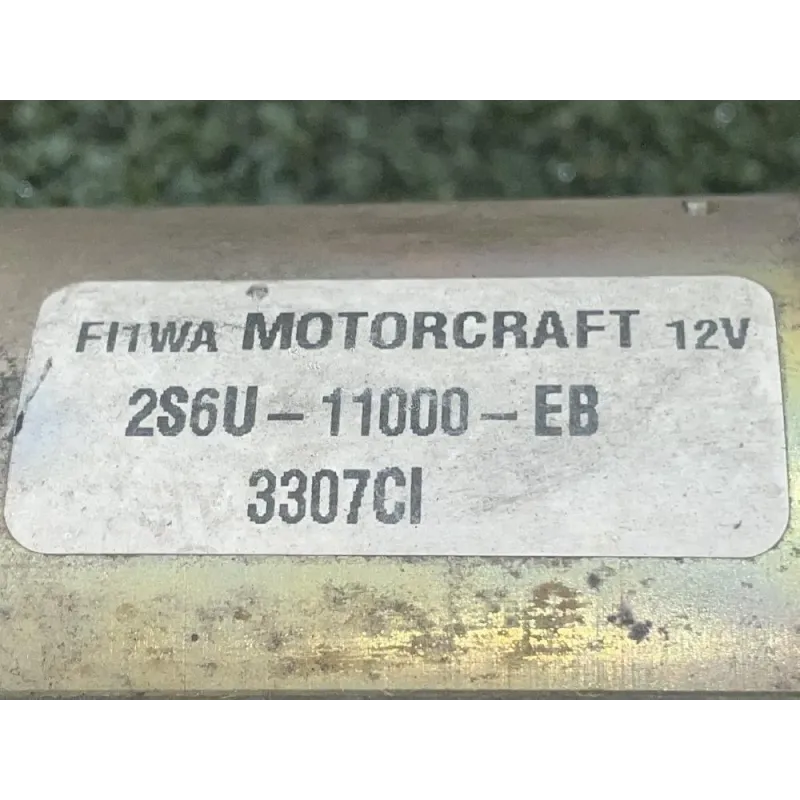 FI1WA MOTORCRAFT 12V
2S6U-11000-EB
3307CI